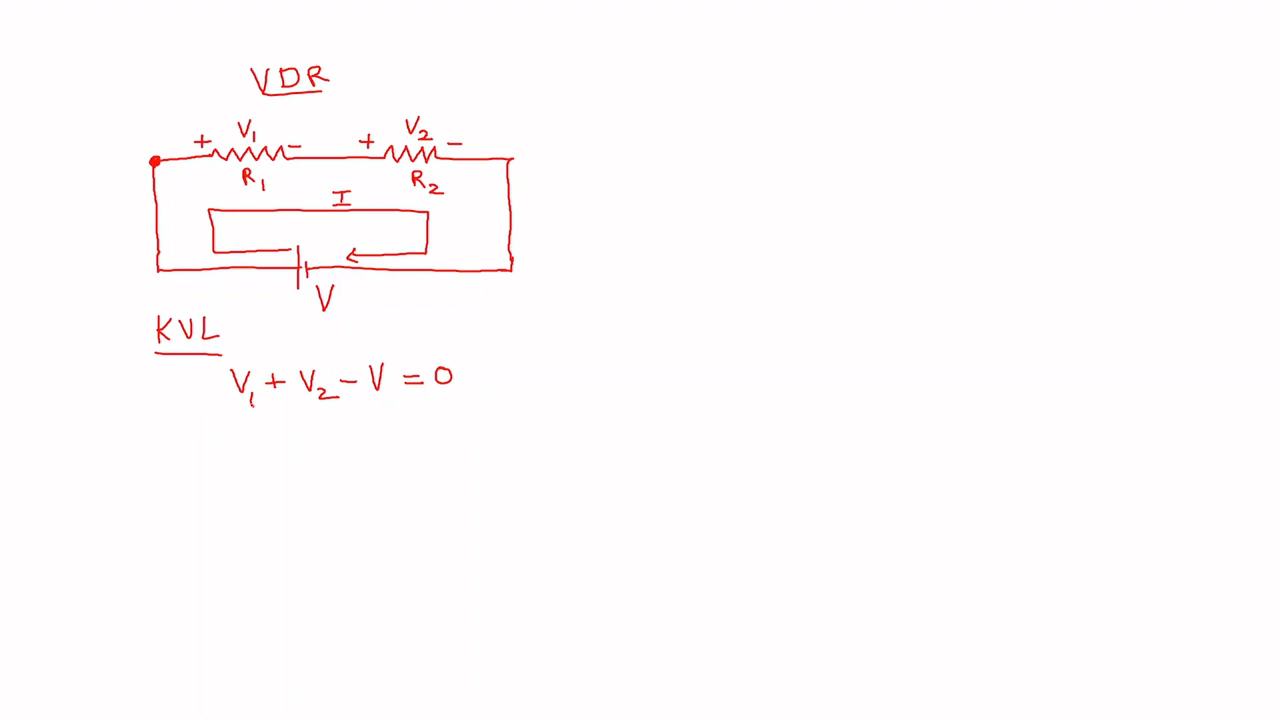 VDR
+ V₁ - + V₂ -
R₁ R₂
I
V
KVL
V₁ + V₂ - V = 0